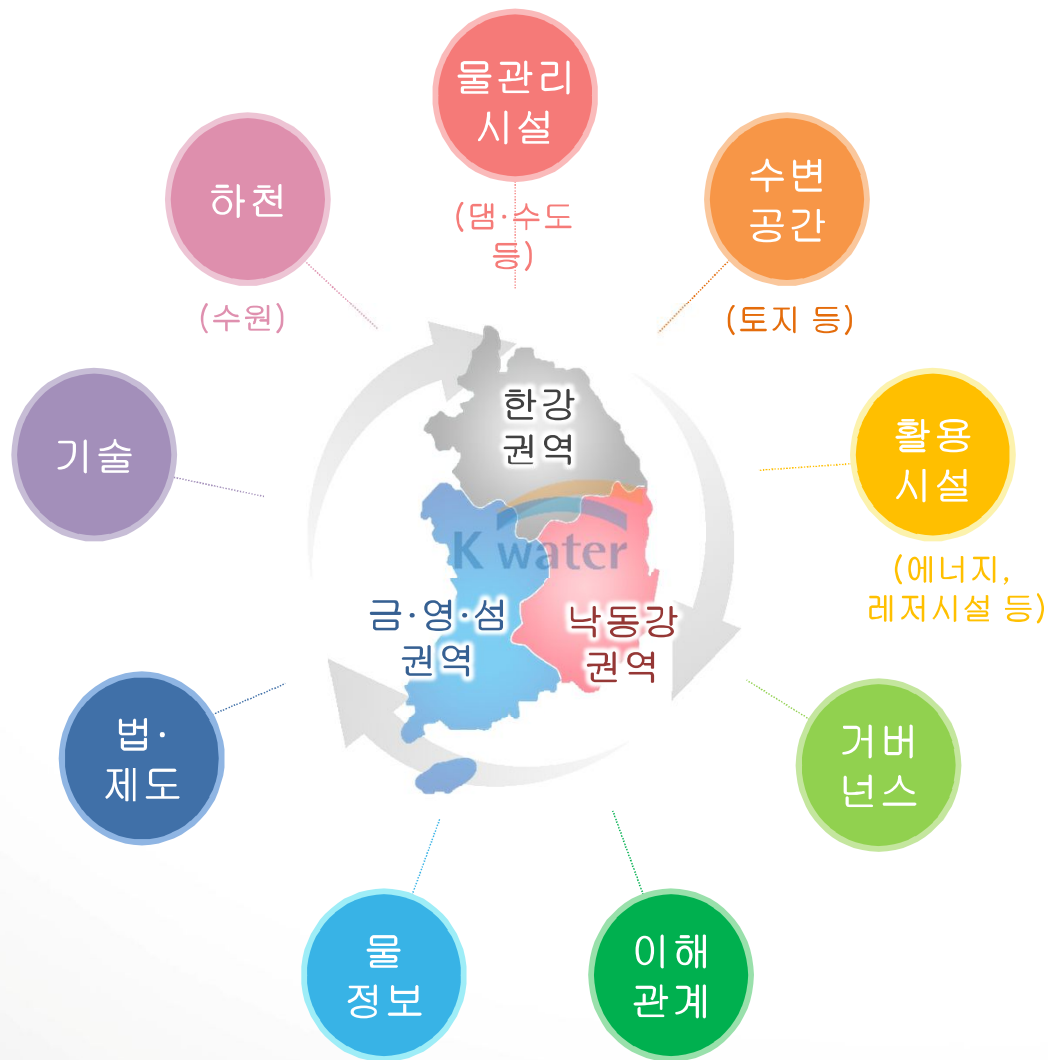 물관리
시설
(댐·수도
등)
수변
공간
(토지 등)
활용
시설
(에너지,
레저시설 등)
거버
넌스
이해
관계
물
정보
법·
제도
기술
하천
(수원)
한강
권역
K water
금·영·섬
권역
낙동강
권역